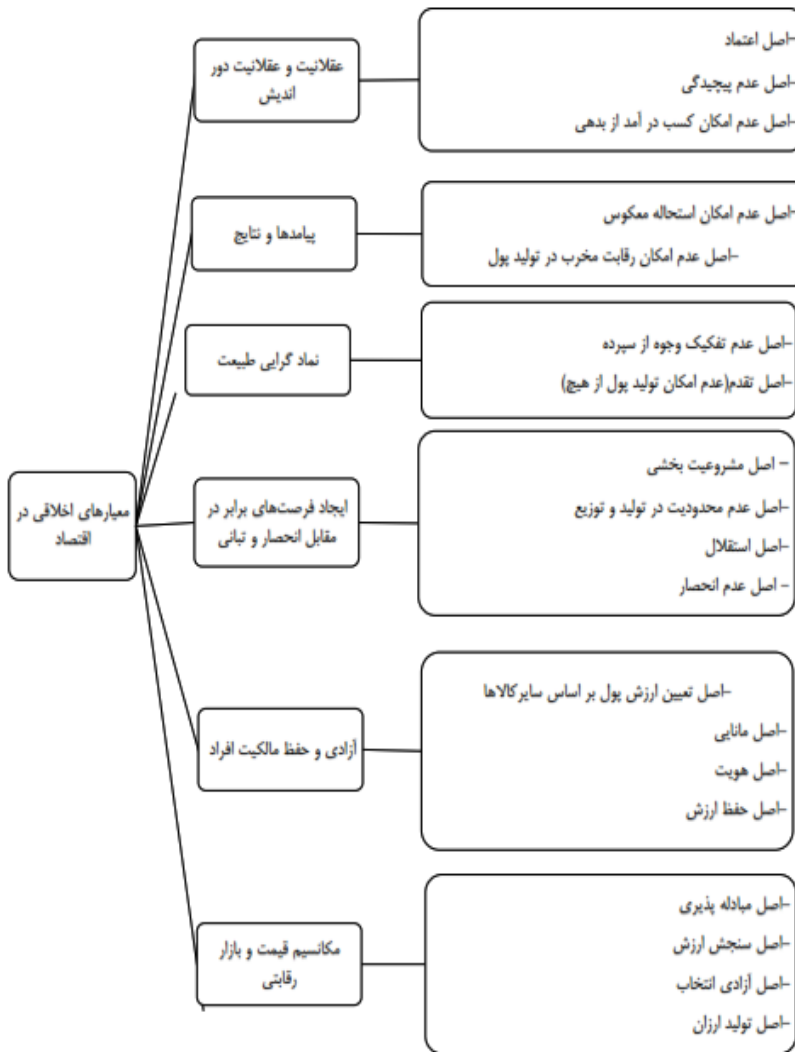 عقلانیت و عقلانیت دور
اندیش
-اصل اعتماد
-اصل عدم پیچیدگی
-اصل عدم امکان کسب در آمد از بدهی
پیامدها و نتایج
-اصل عدم امکان استحاله معکوس
-اصل عدم امکان رقابت مخرب در تولید پول
نماد گرایی طبیعت
-اصل عدم تفکیک وجوه از سپرده
-اصل تقدم(عدم امکان تولید پول از هیچ)
معیارهای اخلاقی در
اقتصاد
ایجاد فرصت‌های برابر در
مقابل انحصار و تبانی
- اصل مشروعیت بخشی
-اصل عدم محدودیت در تولید و توزیع
-اصل استقلال
- اصل عدم انحصار
آزادی و حفظ مالکیت افراد
-اصل تعیین ارزش پول بر اساس سایرکالاها
-اصل مانایی
-اصل هویت
-اصل حفظ ارزش
مکانسیم قیمت و بازار
رقابتی
-اصل مبادله پذیری
-اصل سنجش ارزش
-اصل آزادی انتخاب
-اصل تولید ارزان